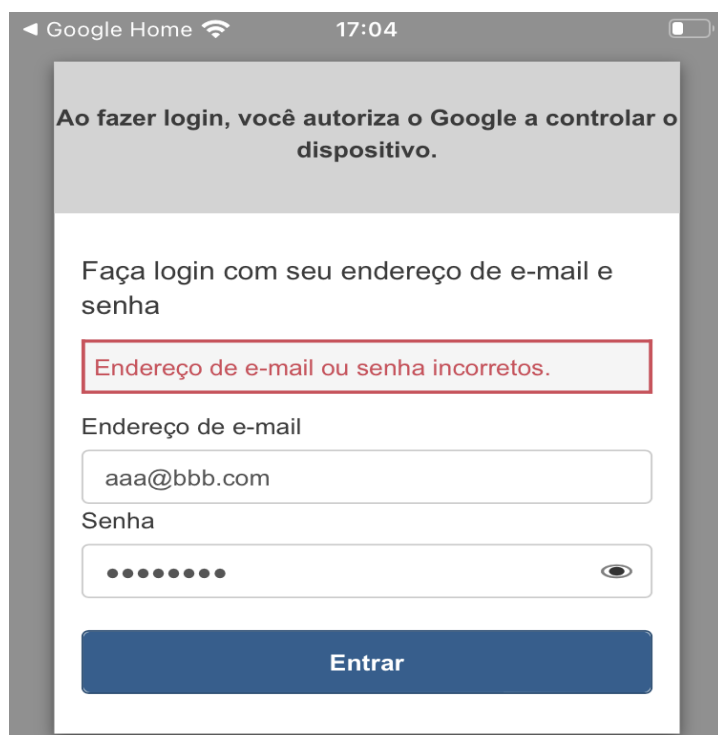 ◀ Google Home 17:04
Ao fazer login, você autoriza o Google a controlar o
dispositivo.
Faça login com seu endereço de e-mail e
senha
Endereço de e-mail ou senha incorretos.
Endereço de e-mail
aaa@bbb.com
Senha
●●●●●●●●
Entrar